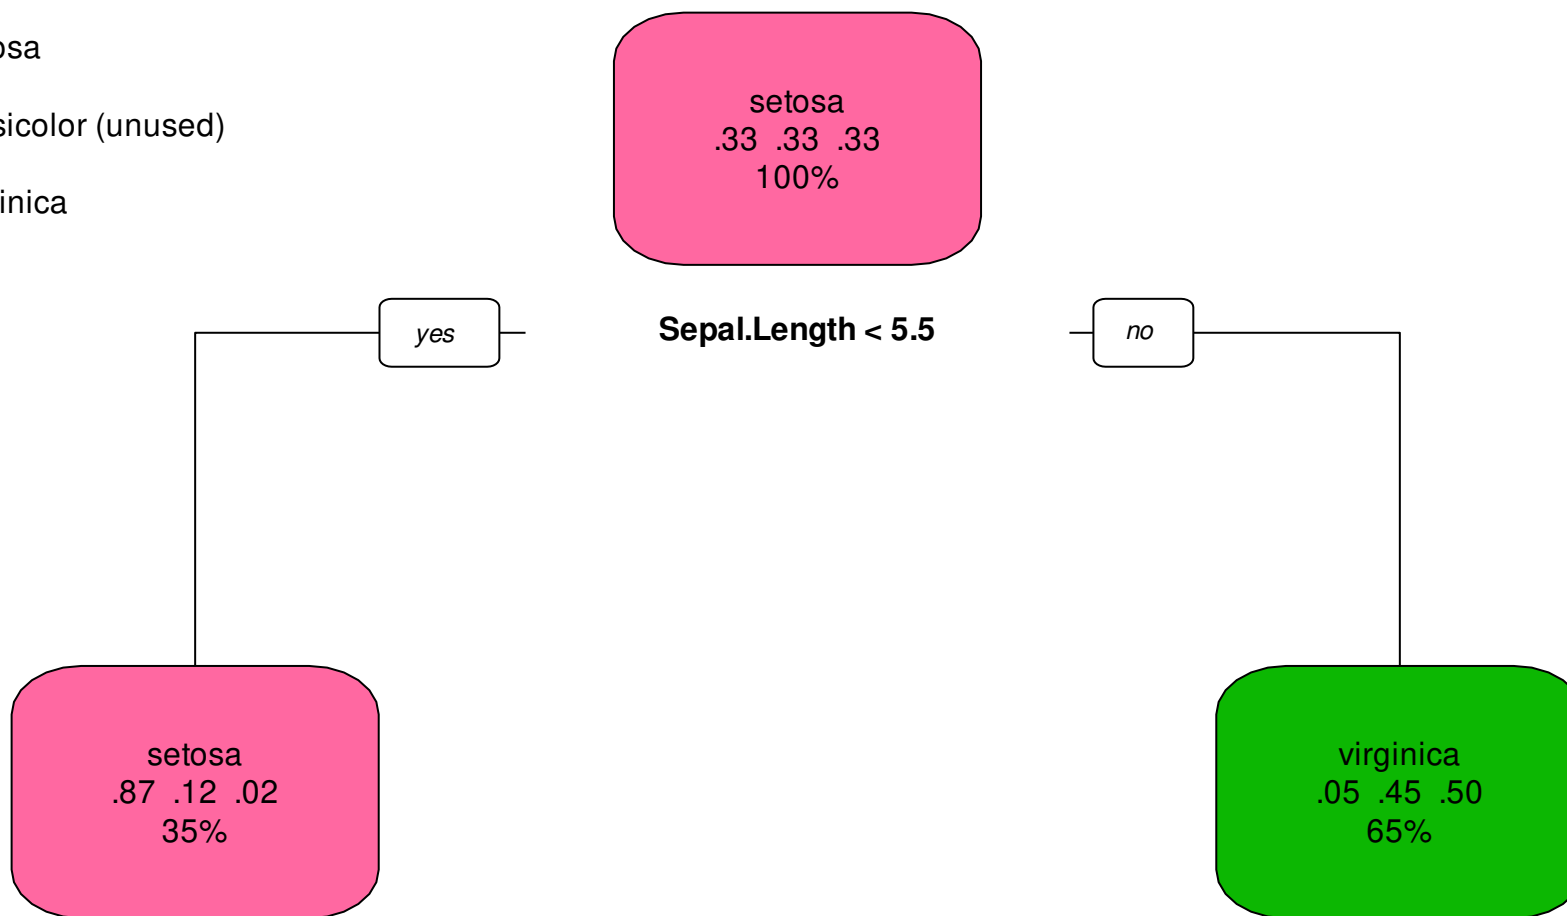 osa
sicolor (unused)
inica
setosa
.33 .33 .33
100%
yes
Sepal.Length < 5.5
no
setosa
.87 .12 .02
35%
virginica
.05 .45 .50
65%